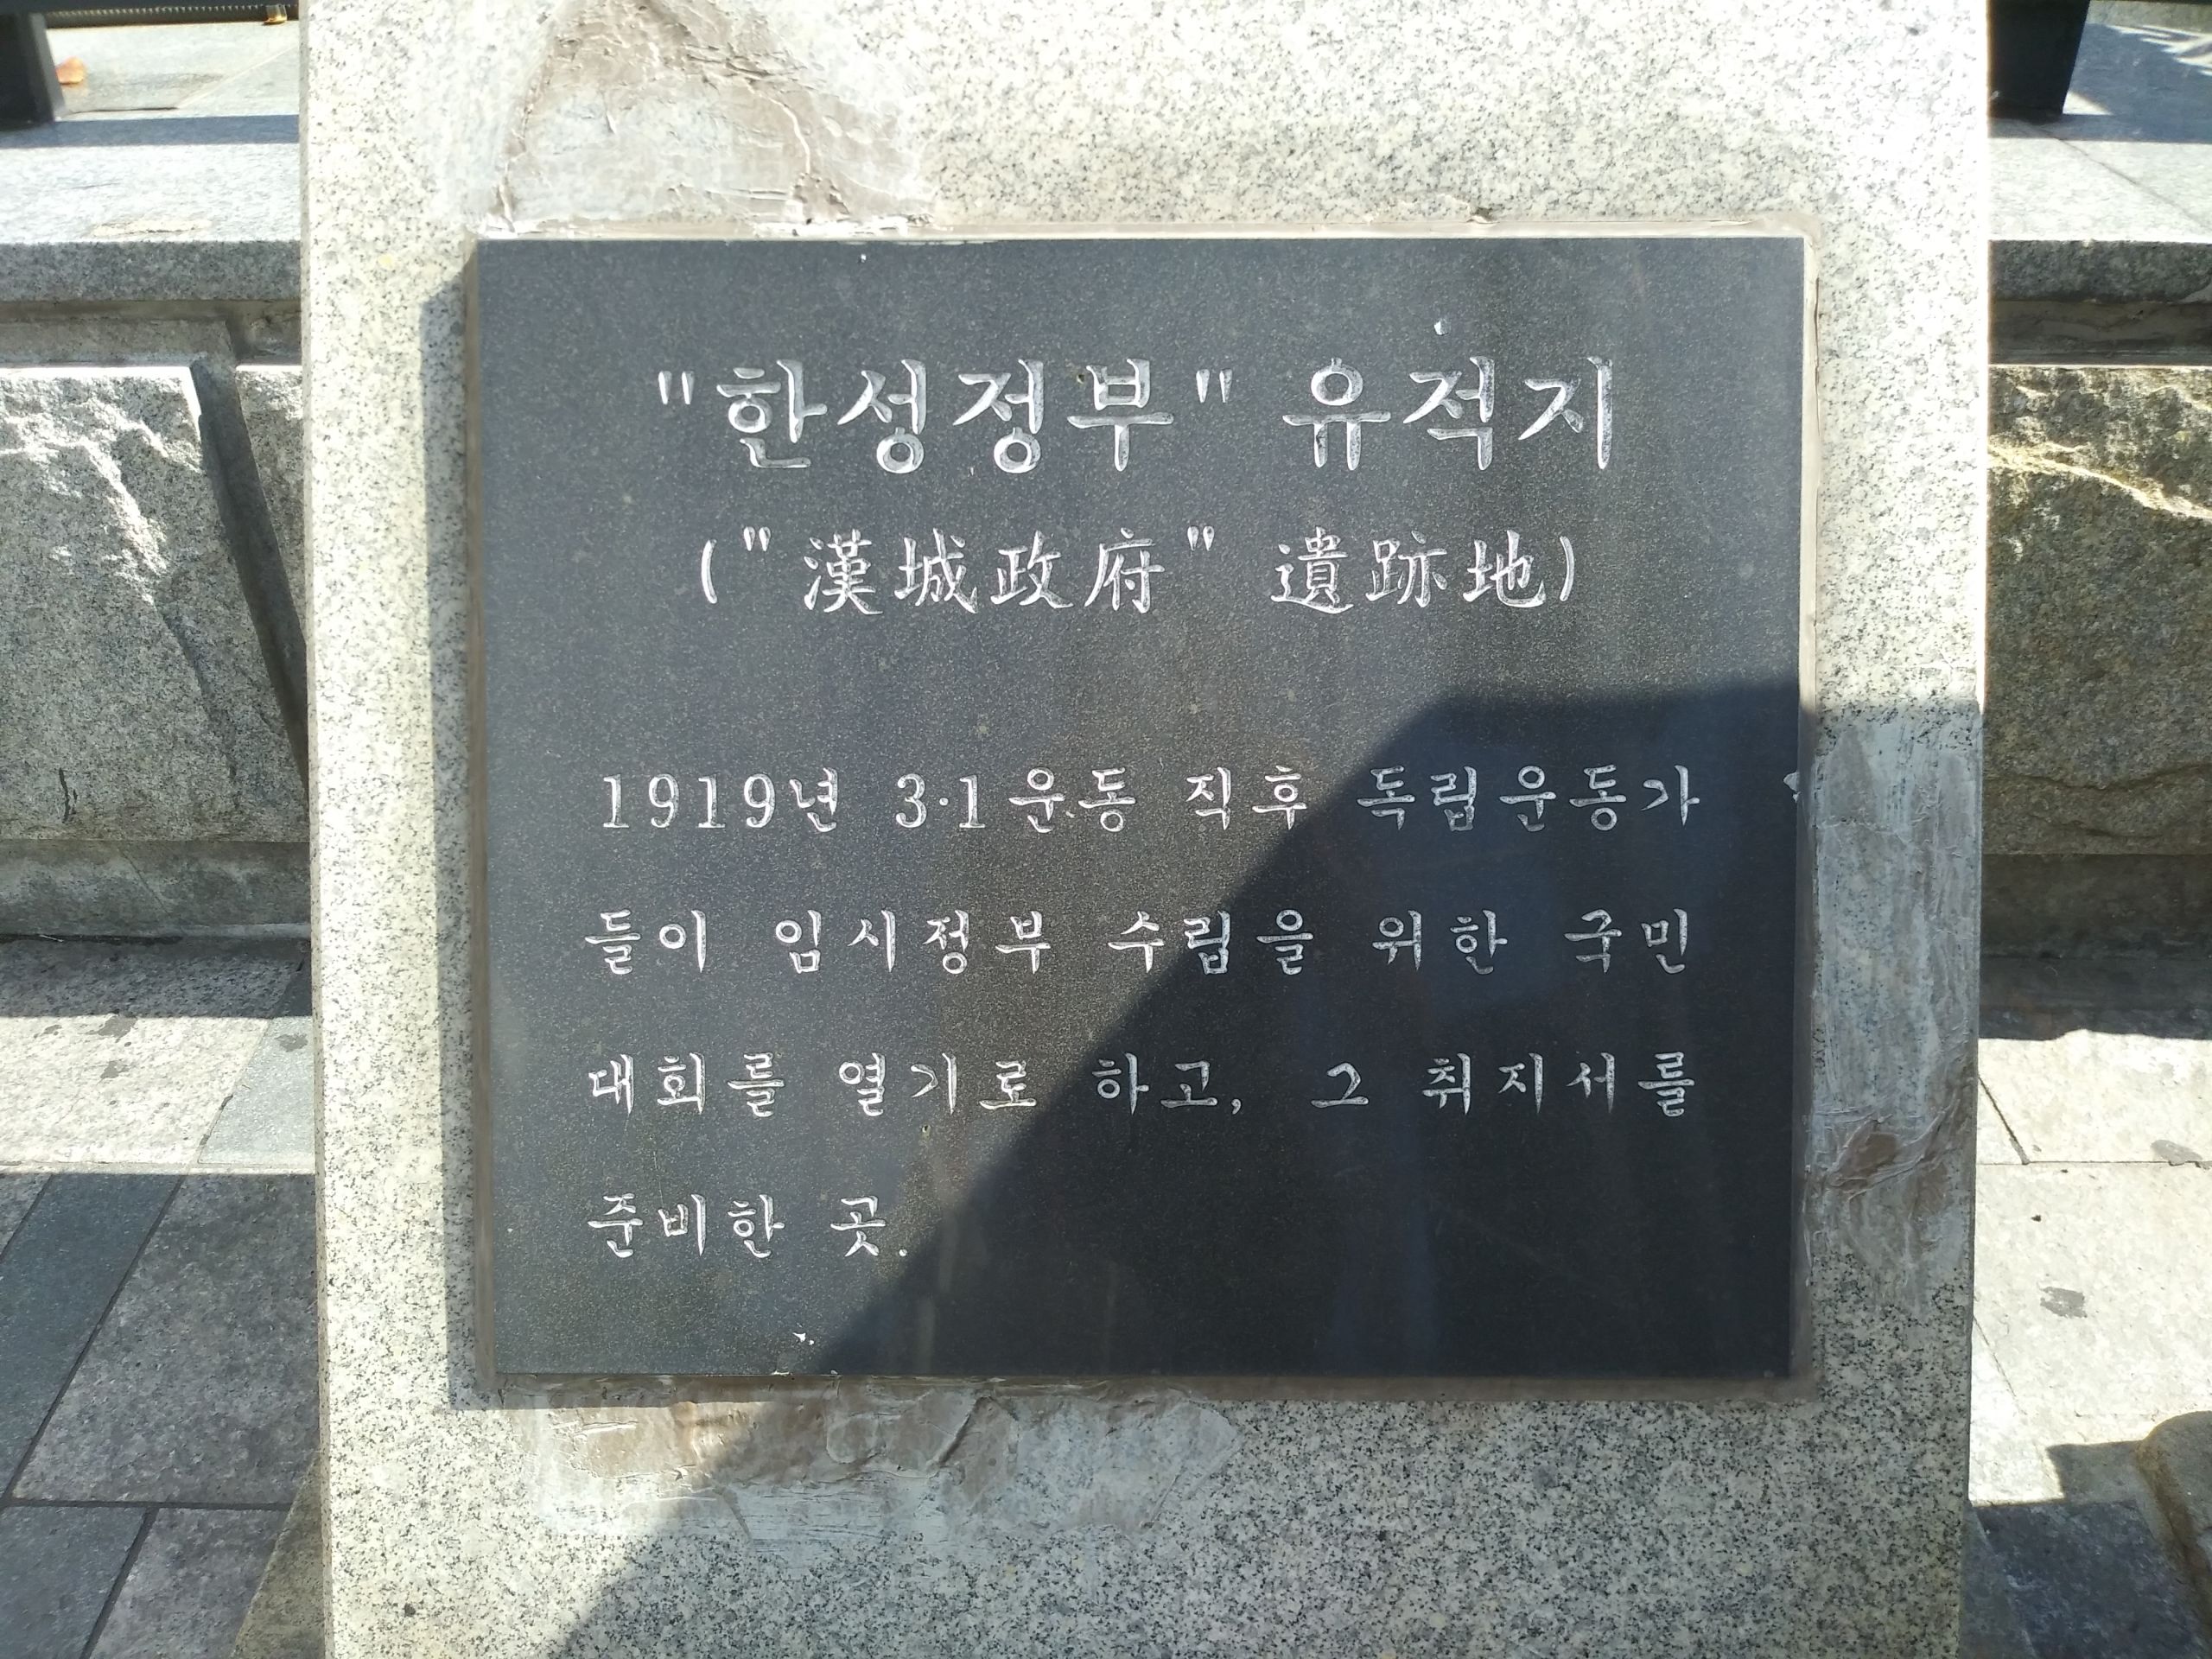 "한성정부" 유적지
("漢城政府" 遺跡地)
1919년 3·1운동 직후 독립운동가
들이 임시정부 수립을 위한 국민
대회를 열기로 하고, 그 취지서를
준비한 곳.